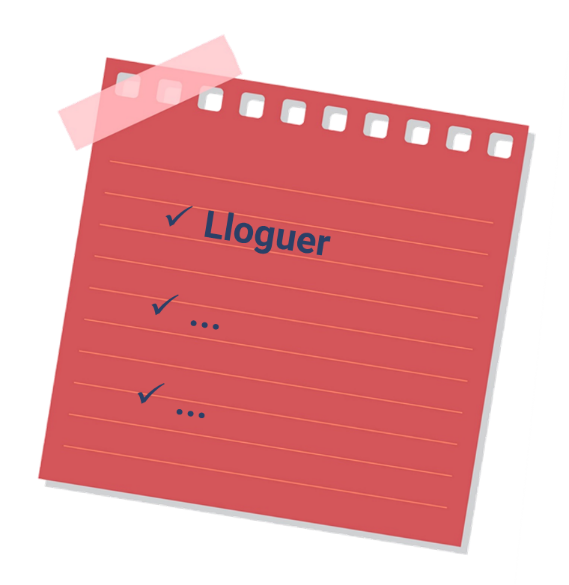 ✓ Lloguer
✓ ...
✓ ...